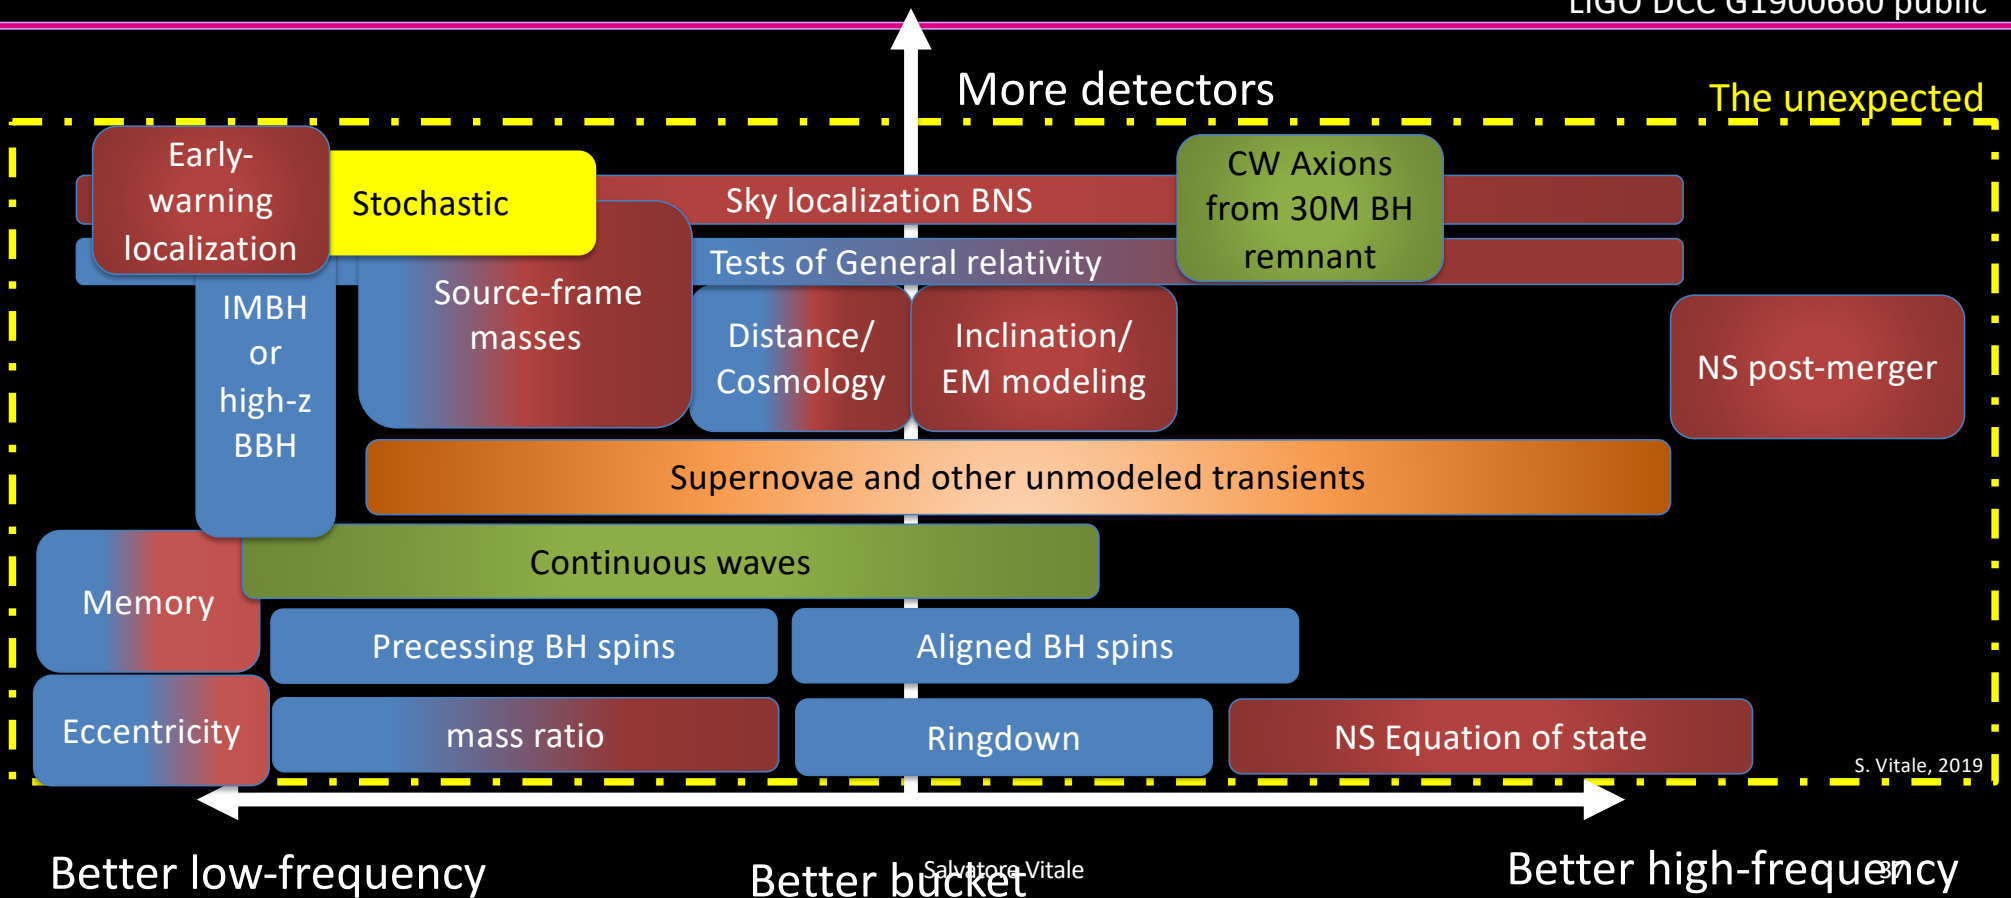 LIGO DCC G1900660 public
More detectors
The unexpected
Early-
warning
localization
Stochastic
Sky localization BNS
CW Axions
from 30M BH
remnant
Tests of General relativity
Source-frame
masses
IMBH
or
high-z
BBH
Distance/
Cosmology
Inclination/
EM modeling
NS post-merger
Supernovae and other unmodeled transients
Continuous waves
Memory
Precessing BH spins
Aligned BH spins
Eccentricity
mass ratio
Ringdown
NS Equation of state
S. Vitale, 2019
Better low-frequency
Better bucket
Salvatore Vitale
Better high-frequency
37